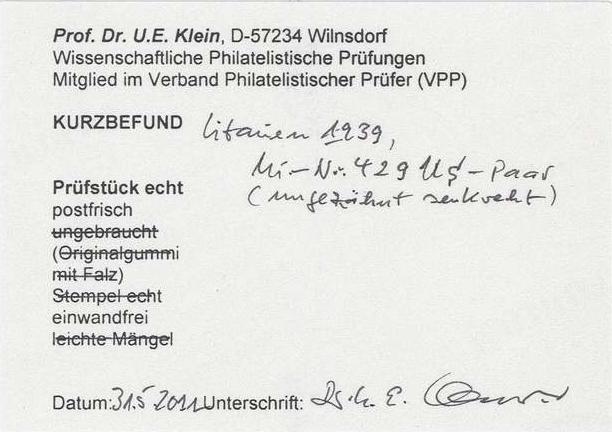 Prof. Dr. U.E. Klein, D-57234 Wilnsdorf
Wissenschaftliche Philatelistische Prüfungen
Mitglied im Verband Philatelistischer Prüfer (VPP)
KURZBEFUND Litauen 1939,
Mi-Nr. 429 Us-Paar
(ungezähnt senkrecht)
Prüfstück echt
postfrisch
ungebraucht
(Originalgummi
mit Falz)
Stempel echt
einwandfrei
leichte Mängel
Datum: 31.5 2011 Unterschrift: